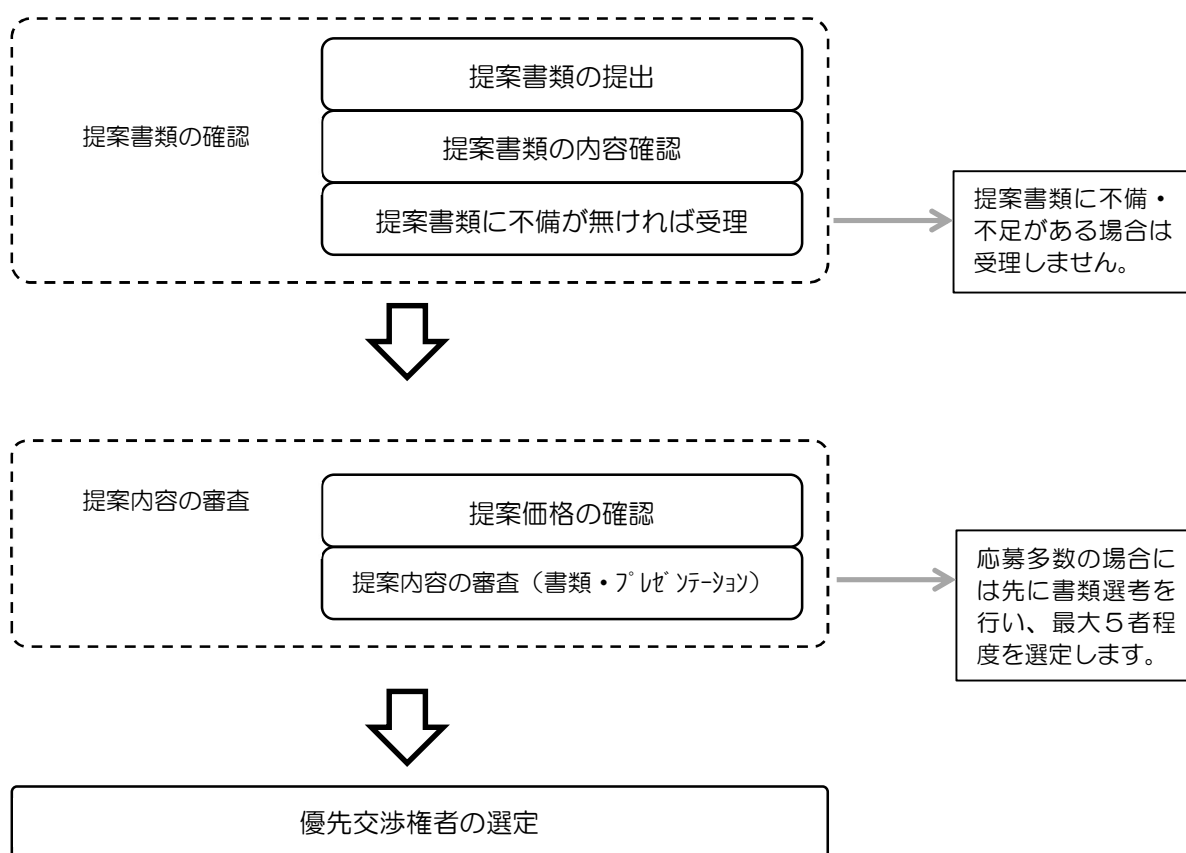 提案書類の提出
提案書類の確認
提案書類の内容確認
提案書類に不備が無ければ受理
提案書類に不備・
不足がある場合は
受理しません。
提案内容の審査
提案価格の確認
提案内容の審査（書類・ﾌﾟﾚｾﾞﾝﾃｰｼｮﾝ）
応募多数の場合に
は先に書類選考を
行い、最大５者程
度を選定します。
優先交渉権者の選定